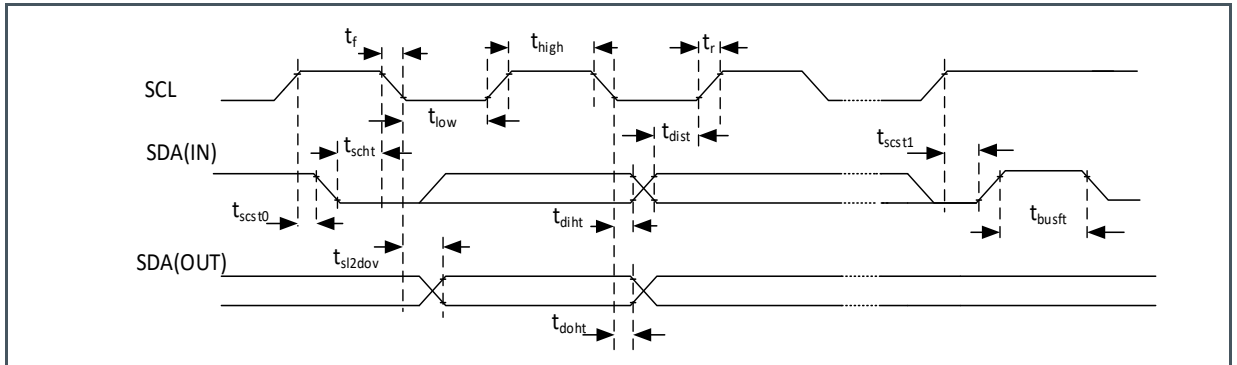 t_f
t_high
t_r
SCL
t_low
t_dist
t_scst1
SDA(IN)
t_scht
t_scst0
t_diht
t_busft
t_sl2dov
SDA(OUT)
t_doht